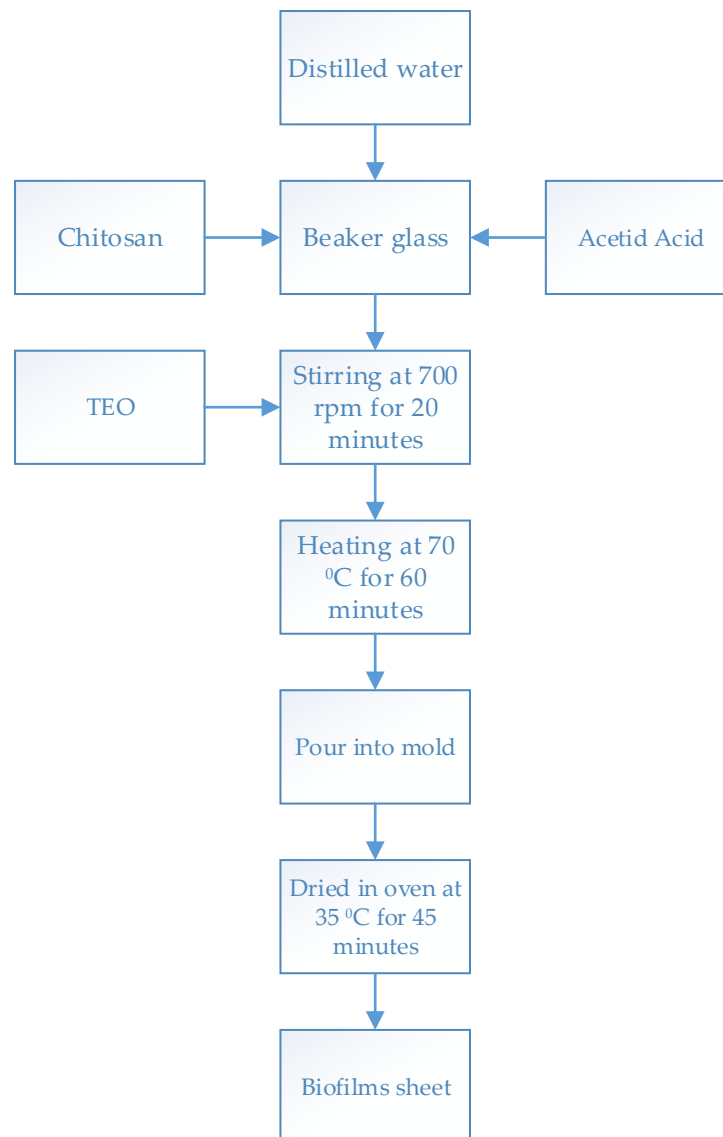 Distilled water
Chitosan
Beaker glass
Acetid Acid
TEO
Stirring at 700
rpm for 20
minutes
Heating at 70
⁰C for 60
minutes
Pour into mold
Dried in oven at
35 ⁰C for 45
minutes
Biofilms sheet